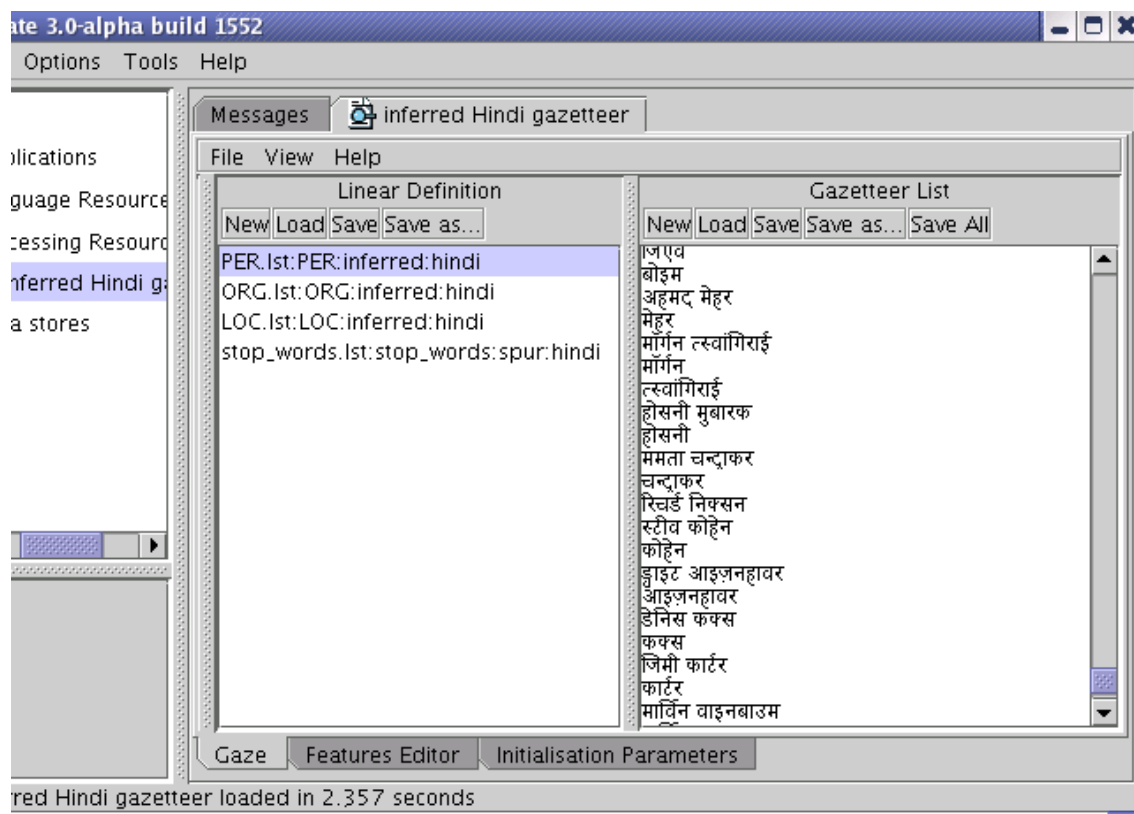 ate 3.0-alpha build 1552
Options Tools Help
Messages inferred Hindi gazetteer
plications
guage Resource
cessing Resourc
nferred Hindi ga
a stores
File View Help
Linear Definition
New Load Save Save as...
PER.lst:PER:inferred:hindi
ORG.lst:ORG:inferred:hindi
LOC.lst:LOC:inferred:hindi
stop_words.lst:stop_words:spur:hindi
Gazetteer List
New Load Save Save as... Save All
बोइम
अहमद मेहर
मेहर
मॉर्गन त्स्वांगिराई
मॉर्गन
त्स्वांगिराई
होसनी मुबारक
होसनी
ममता चन्द्राकर
चन्द्राकर
रिचर्ड निक्सन
स्टीव कोहेन
कोहेन
ड्वाइट आइज़नहावर
आइज़नहावर
डेनिस कक्स
कक्स
जिमी कार्टर
कार्टर
मार्विन वाइनबाउम
Gaze Features Editor Initialisation Parameters
rred Hindi gazetteer loaded in 2.357 seconds